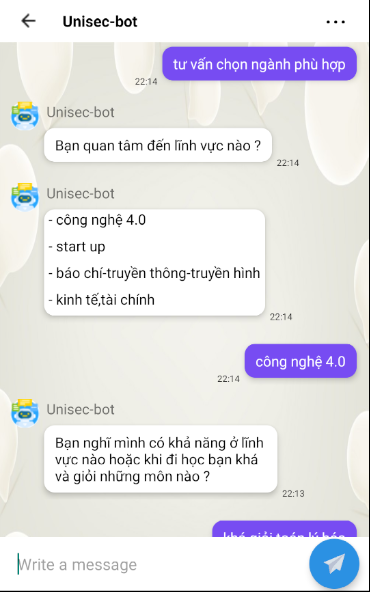 Unisec-bot
tư vấn chọn ngành phù hợp
22:14
Unisec-bot
Bạn quan tâm đến lĩnh vực nào ?
22:14
Unisec-bot
- công nghệ 4.0
- start up
- báo chí-truyền thông-truyền hình
- kinh tế,tài chính
22:14
công nghệ 4.0
22:14
Unisec-bot
Bạn nghĩ mình có khả năng ở lĩnh
vực nào hoặc khi đi học bạn khá
và giỏi những môn nào ?
22:13
Write a message